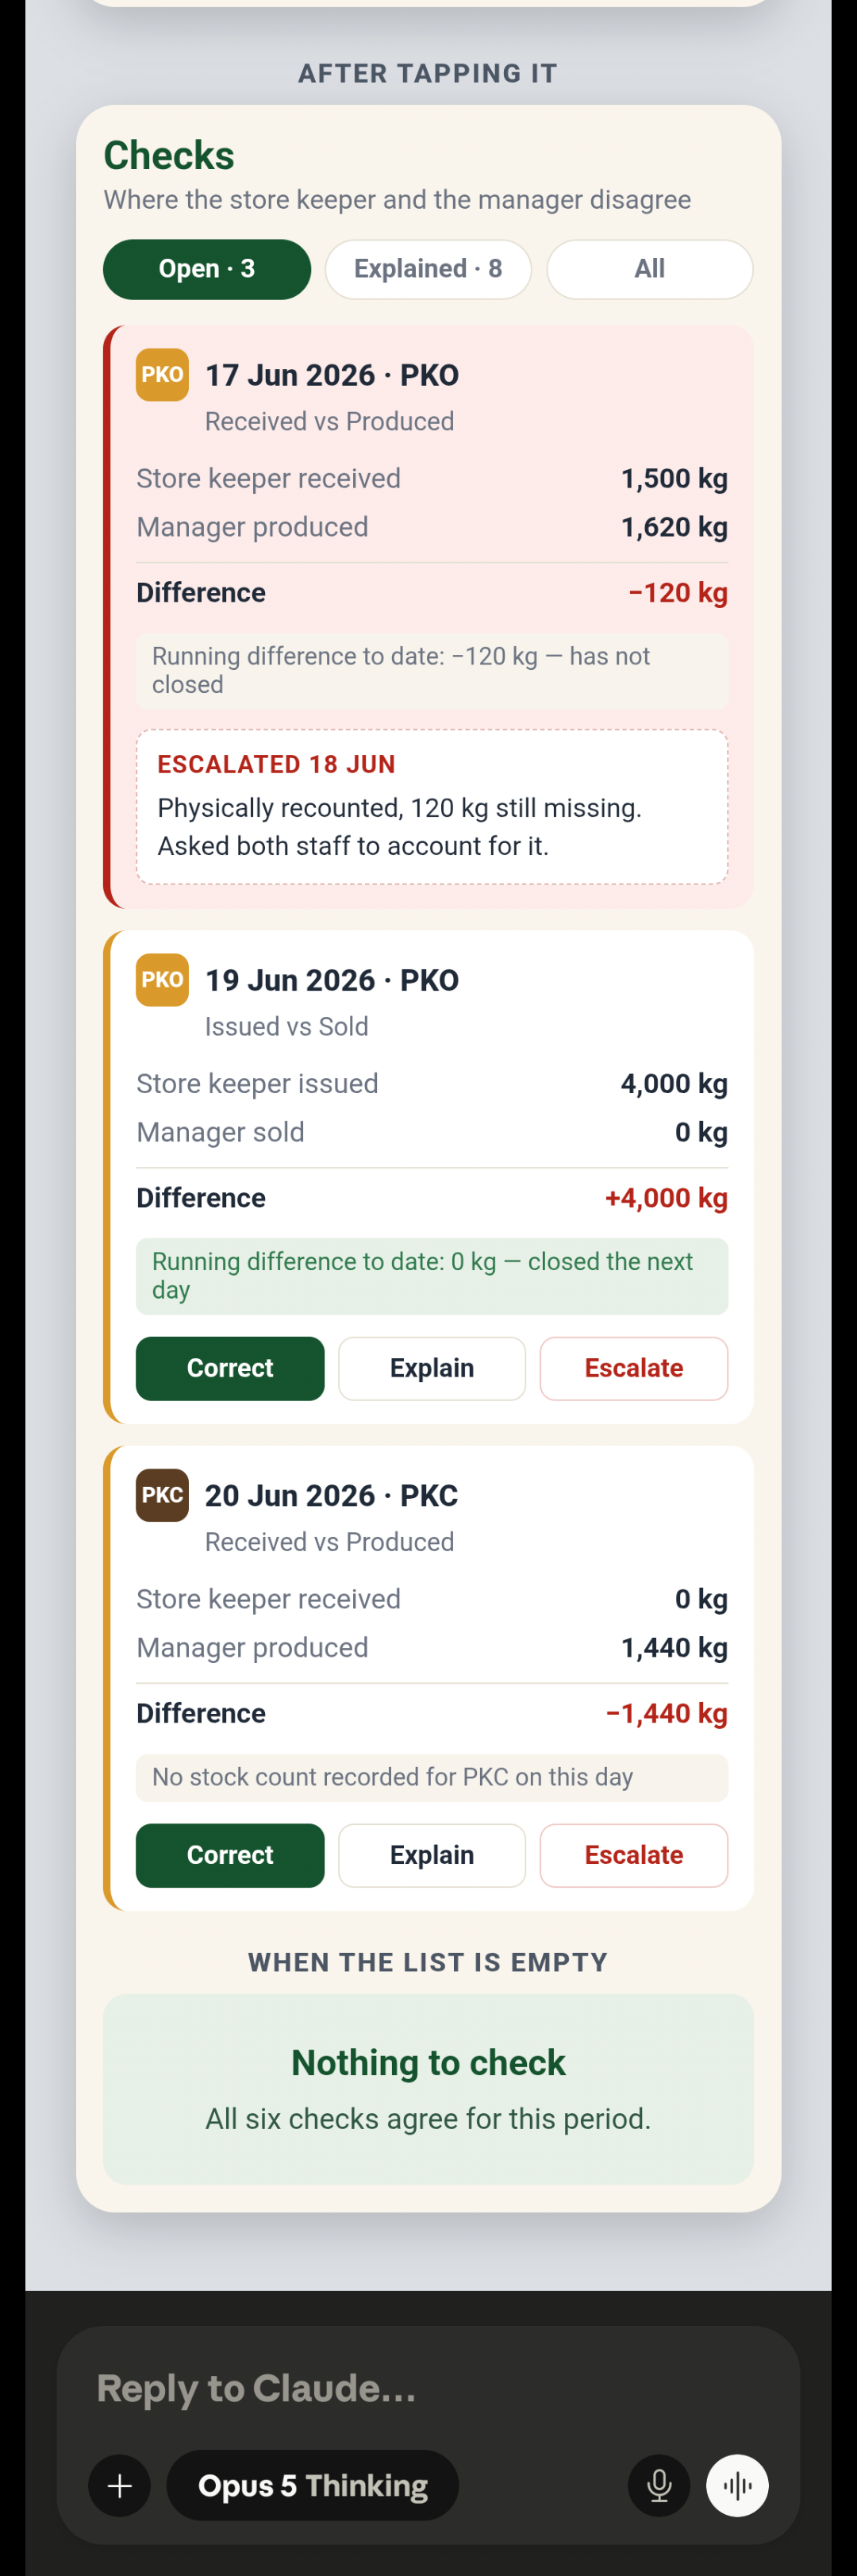 AFTER TAPPING IT
Checks
Where the store keeper and the manager disagree
Open · 3
Explained · 8
All
PKO
17 Jun 2026 · PKO
Received vs Produced
Store keeper received
1,500 kg
Manager produced
1,620 kg
Difference
−120 kg
Running difference to date: −120 kg — has not
closed
ESCALATED 18 JUN
Physically recounted, 120 kg still missing.
Asked both staff to account for it.
PKO
19 Jun 2026 · PKO
Issued vs Sold
Store keeper issued
4,000 kg
Manager sold
0 kg
Difference
+4,000 kg
Running difference to date: 0 kg — closed the next
day
Correct
Explain
Escalate
PKC
20 Jun 2026 · PKC
Received vs Produced
Store keeper received
0 kg
Manager produced
1,440 kg
Difference
−1,440 kg
No stock count recorded for PKC on this day
Correct
Explain
Escalate
WHEN THE LIST IS EMPTY
Nothing to check
All six checks agree for this period.
Reply to Claude...
Opus 5 Thinking